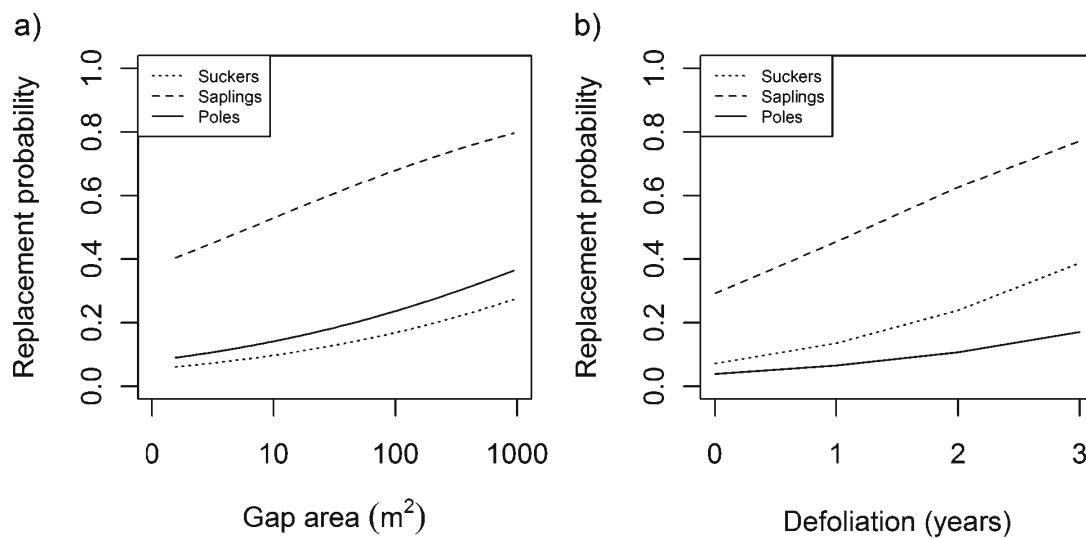 a)
Replacement probability
1.0
0.8
0.6
0.4
0.2
0.0
Suckers
Saplings
Poles
0 10 100 1000
Gap area (m²)
b)
Replacement probability
1.0
0.8
0.6
0.4
0.2
0.0
Suckers
Saplings
Poles
0 1 2 3
Defoliation (years)